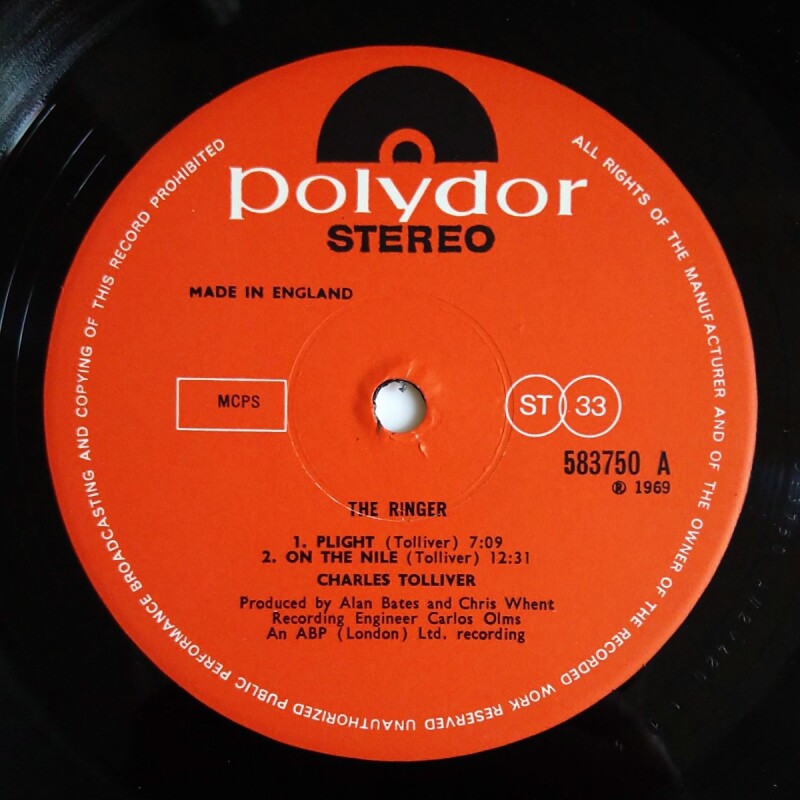 polydor
STEREO
MADE IN ENGLAND
MCPS
ST 33
583750 A
℗ 1969
THE RINGER
1. PLIGHT (Tolliver) 7:09
2. ON THE NILE (Tolliver) 12:31
CHARLES TOLLIVER
Produced by Alan Bates and Chris Whent
Recording Engineer Carlos Olms
An ABP (London) Ltd. recording
ALL RIGHTS OF THE MANUFACTURER AND OF THE OWNER OF THE RECORDED WORK RESERVED UNAUTHORIZED PUBLIC PERFORMANCE BROADCASTING AND COPYING OF THIS RECORD PROHIBITED